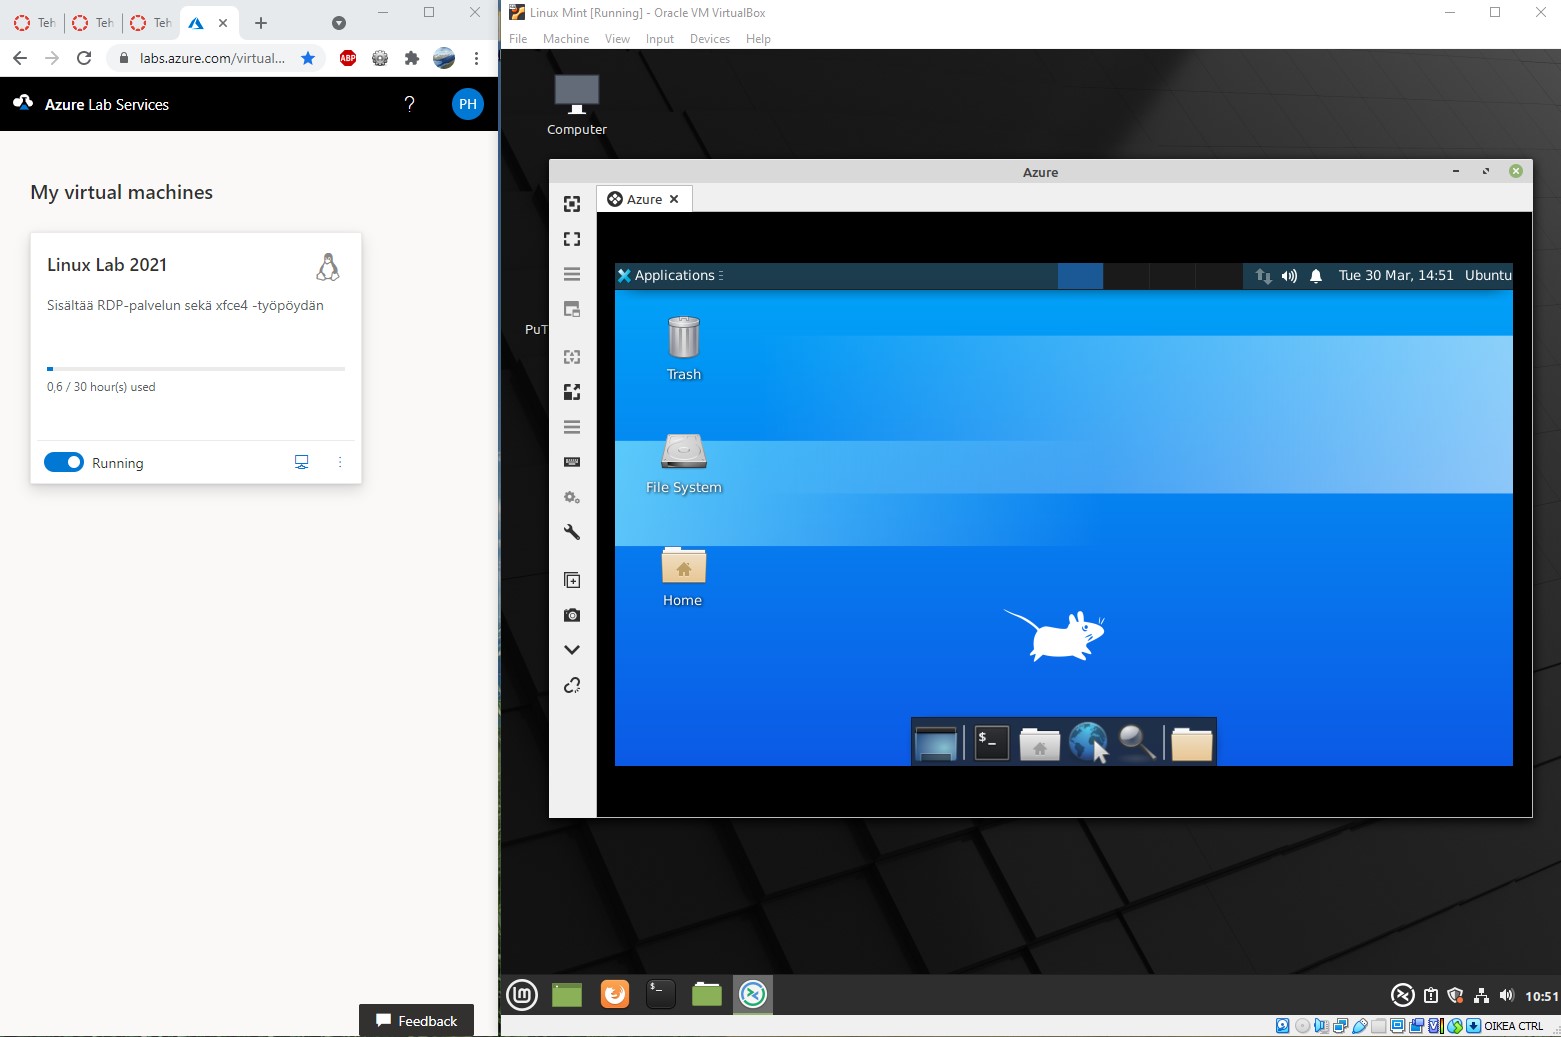 Teh
Teh
Teh
labs.azure.com/virtual...
ABP
Azure Lab Services
?
PH
My virtual machines
Linux Lab 2021
Sisältää RDP-palvelun sekä xfce4 -työpöydän
0,6 / 30 hour(s) used
Running
Feedback
Linux Mint [Running] - Oracle VM VirtualBox
File Machine View Input Devices Help
Computer
PuT
Azure
Azure
Applications
Tue 30 Mar, 14:51 Ubuntu
Trash
File System
Home
$_
$_
10:51
OIKEA CTRL